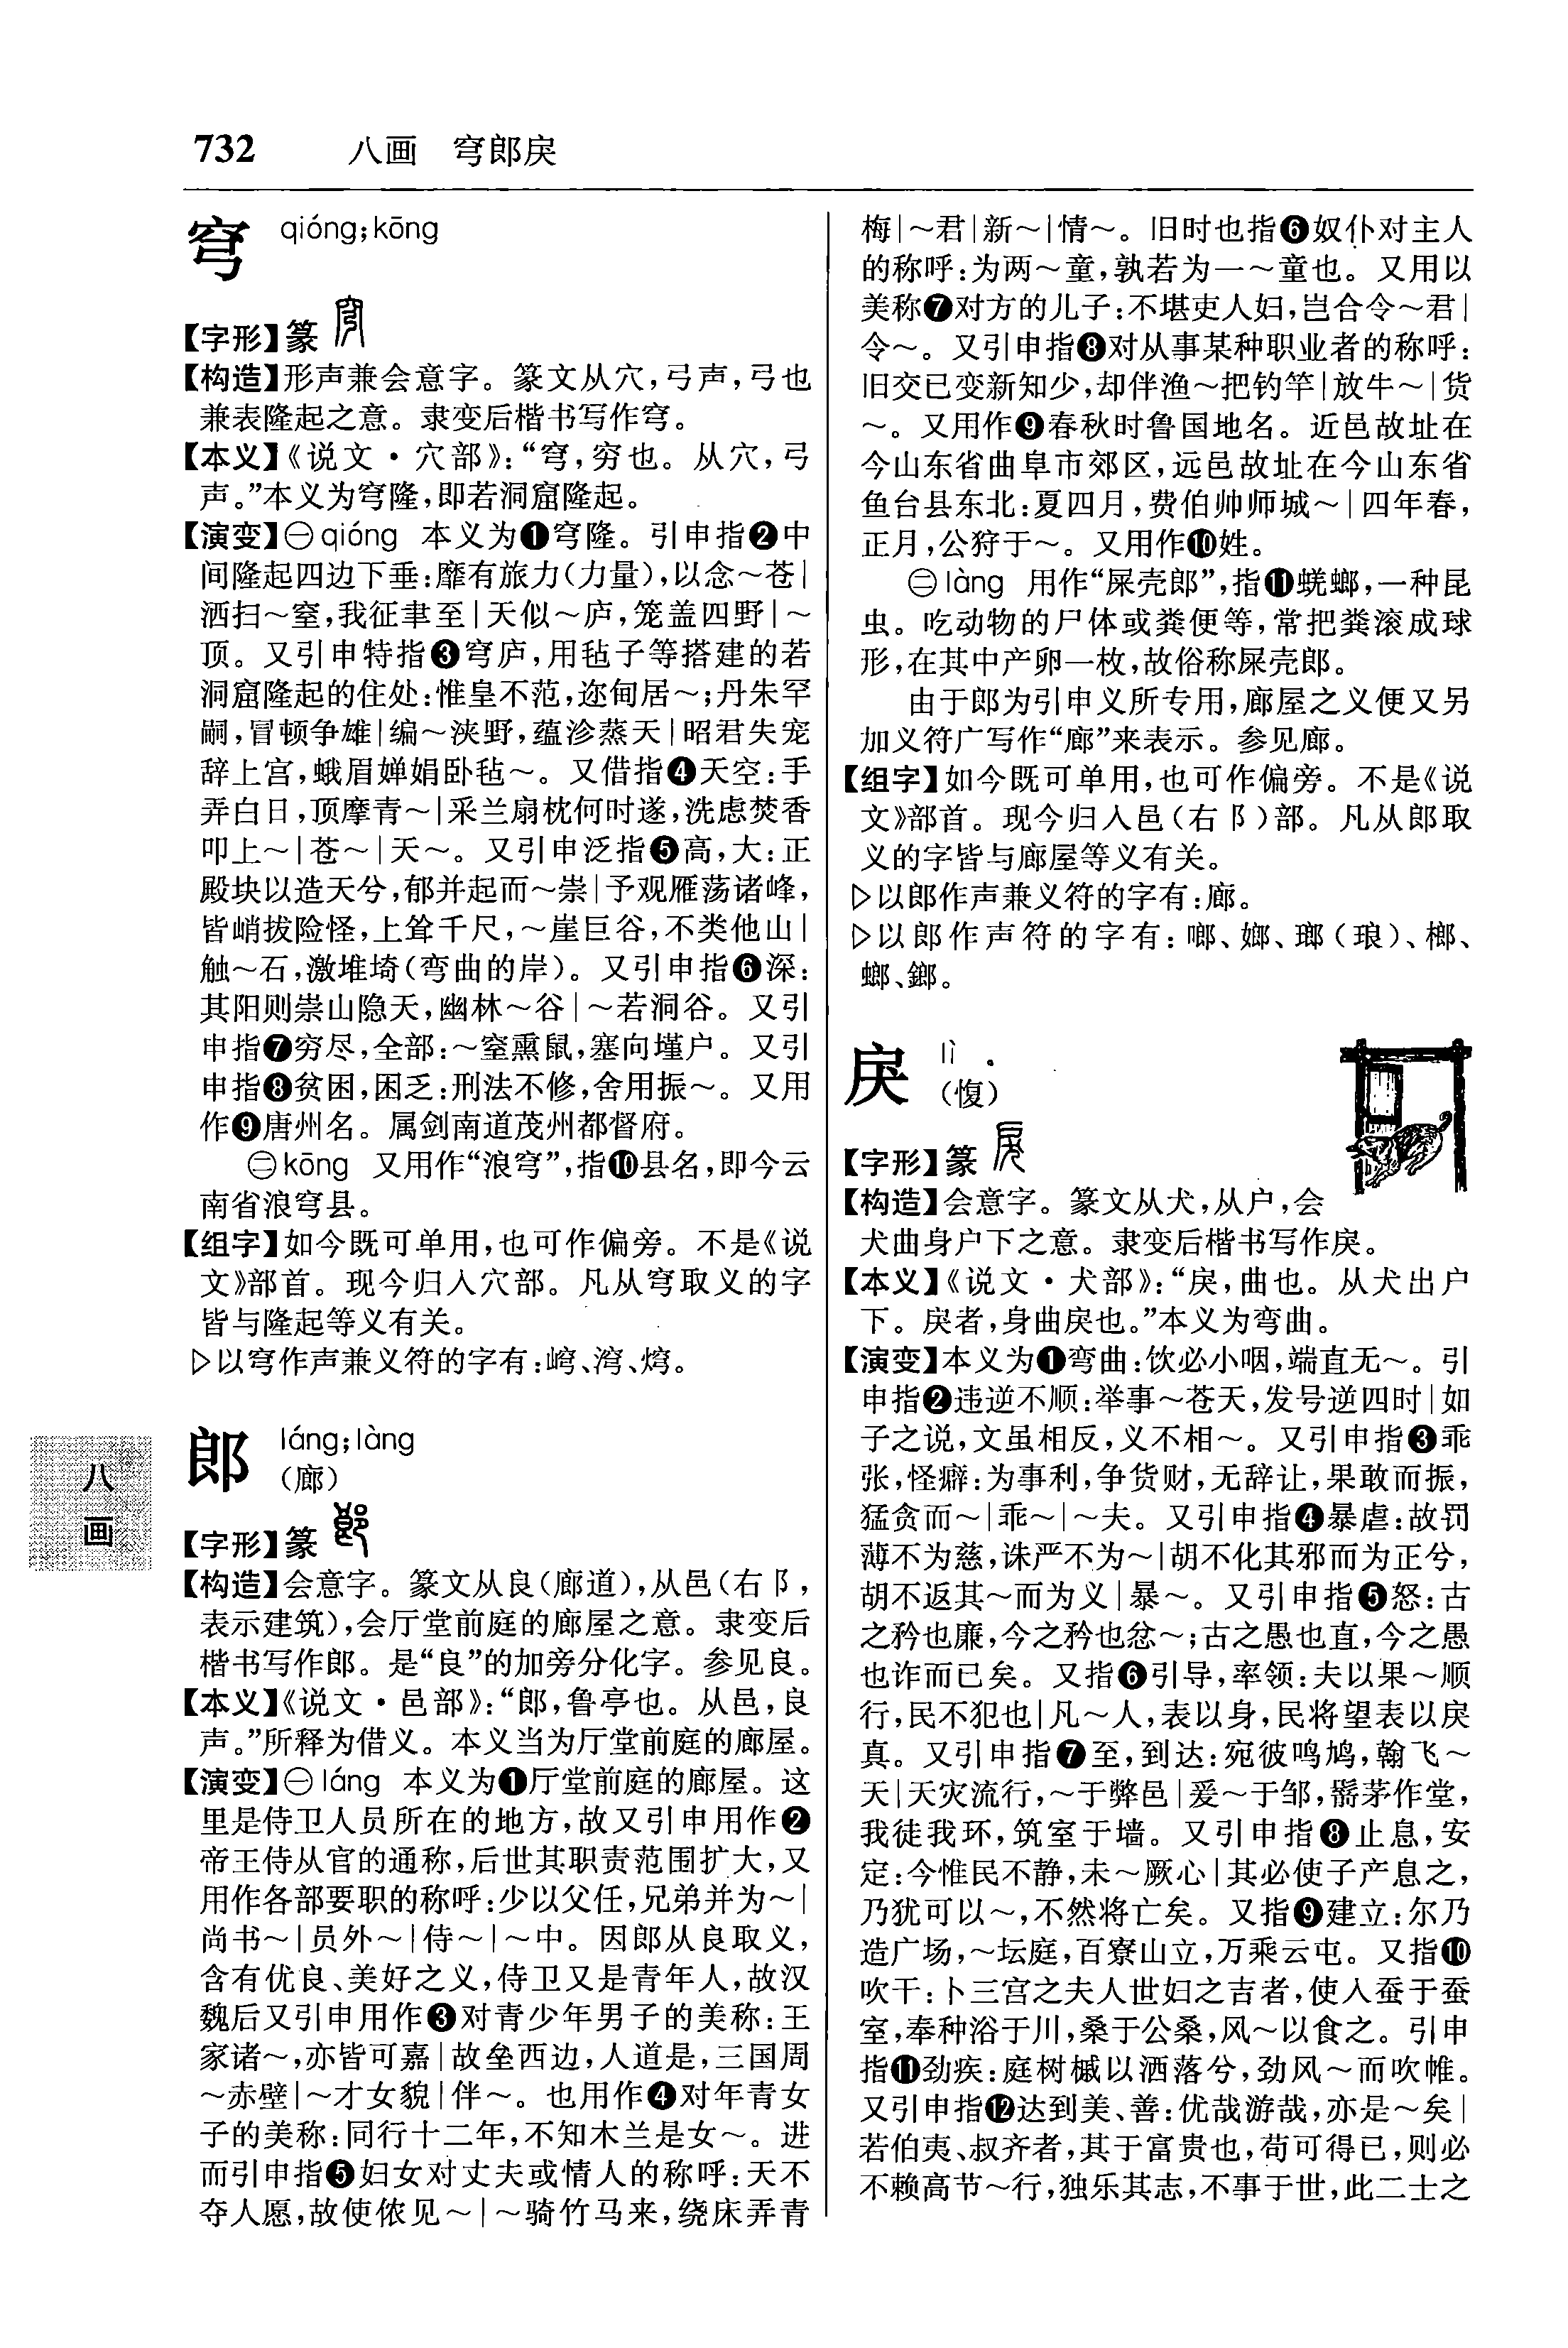 732 八画 穹郎戾
穹 qióng;kōng
【字形】篆
【构造】形声兼会意字。篆文从穴,弓声,弓也
兼表隆起之意。隶变后楷书写作穹。
【本义】《说文·穴部》:“穹,穷也。从穴,弓
声。”本义为穹隆,即若洞窟隆起。
【演变】㊀qióng 本义为❶穹隆。引申指❷中
间隆起四边下垂:靡有旅力(力量),以念～苍|
洒扫～窒,我征聿至|天似～庐,笼盖四野|～
顶。又引申特指❸穹庐,用毡子等搭建的若
洞窟隆起的住处:惟皇不范,迩甸居～;丹朱罕
嗣,冒顿争雄|编～浃野,蕴沴蒸天|昭君失宠
辞上宫,蛾眉婵娟卧毡～。又借指❹天空:手
弄白日,顶摩青～|采兰扇枕何时遂,洗虑焚香
叩上～|苍～|天～。又引申泛指❺高,大:正
殿块以造天兮,郁并起而～崇|予观雁荡诸峰,
皆峭拔险怪,上耸千尺,～崖巨谷,不类他山|
触～石,激堆埼(弯曲的岸)。又引申指❻深:
其阳则崇山隐天,幽林～谷|～若洞谷。又引
申指❼穷尽,全部:～窒熏鼠,塞向墐户。又引
申指❽贫困,困乏:刑法不修,舍用振～。又用
作❾唐州名。属剑南道茂州都督府。
㊁kōng 又用作“浪穹”,指❿县名,即今云
南省浪穹县。
【组字】如今既可单用,也可作偏旁。不是《说
文》部首。现今归入穴部。凡从穹取义的字
皆与隆起等义有关。
▷以穹作声兼义符的字有:㟏、湾、焪。
郎 láng;làng
(廊)
【字形】篆
【构造】会意字。篆文从良(廊道),从邑(右阝,
表示建筑),会厅堂前庭的廊屋之意。隶变后
楷书写作郎。是“良”的加旁分化字。参见良。
【本义】《说文·邑部》:“郎,鲁亭也。从邑,良
声。”所释为借义。本义当为厅堂前庭的廊屋。
【演变】㊀láng 本义为❶厅堂前庭的廊屋。这
里是侍卫人员所在的地方,故又引申用作❷
帝王侍从官的通称,后世其职责范围扩大,又
用作各部要职的称呼:少以父任,兄弟并为～|
尚书～|员外～|侍～|～中。因郎从良取义,
含有优良、美好之义,侍卫又是青年人,故汉
魏后又引申用作❸对青少年男子的美称:王
家诸～,亦皆可嘉|故垒西边,人道是,三国周
～赤壁|～才女貌|伴～。也用作❹对年青女
子的美称:同行十二年,不知木兰是女～。进
而引申指❺妇女对丈夫或情人的称呼:天不
夺人愿,故使侬见～|～骑竹马来,绕床弄青
梅|～君|新～|情～。旧时也指❻奴仆对主人
的称呼:为两～童,孰若为一～童也。又用以
美称❼对方的儿子:不堪吏人妇,岂合令～君|
令～。又引申指❽对从事某种职业者的称呼:
旧交已变新知少,却伴渔～把钓竿|放牛～|货
～。又用作❾春秋时鲁国地名。近邑故址在
今山东省曲阜市郊区,远邑故址在今山东省
鱼台县东北:夏四月,费伯帅师城～|四年春,
正月,公狩于～。又用作❿姓。
㊁làng 用作“屎壳郎”,指⓫蜣螂,一种昆
虫。吃动物的尸体或粪便等,常把粪滚成球
形,在其中产卵一枚,故俗称屎壳郎。
由于郎为引申义所专用,廊屋之义便又另
加义符广写作“廊”来表示。参见廊。
【组字】如今既可单用,也可作偏旁。不是《说
文》部首。现今归入邑(右阝)部。凡从郎取
义的字皆与廊屋等义有关。
▷以郎作声兼义符的字有:廊。
▷以郎作声符的字有:啷、嫏、瑯(琅)、榔、
螂、鎯。
戾 lì
(悷)
【字形】篆
【构造】会意字。篆文从犬,从户,会
犬曲身户下之意。隶变后楷书写作戾。
【本义】《说文·犬部》:“戾,曲也。从犬出户
下。戾者,身曲戾也。”本义为弯曲。
【演变】本义为❶弯曲:饮必小咽,端直无～。引
申指❷违逆不顺:举事～苍天,发号逆四时|如
子之说,文虽相反,义不相～。又引申指❸乖
张,怪癖:为事利,争货财,无辞让,果敢而振,
猛贪而～|乖～|～夫。又引申指❹暴虐:故罚
薄不为慈,诛严不为～|胡不化其邪而为正兮,
胡不返其～而为义|暴～。又引申指❺怒:古
之矜也廉,今之矜也忿～;古之愚也直,今之愚
也诈而已矣。又指❻引导,率领:夫以果～顺
行,民不犯也|凡～人,表以身,民将望表以戾
真。又引申指❼至,到达:宛彼鸣鸠,翰飞～
天|天灾流行,～于弊邑|爰～于邹,鬋茅作堂,
我徒我环,筑室于墙。又引申指❽止息,安
定:今惟民不静,未～厥心|其必使子产息之,
乃犹可以～,不然将亡矣。又指❾建立:尔乃
造广场,～坛庭,百寮山立,万乘云屯。又指❿
吹干:卜三宫之夫人世妇之吉者,使入蚕于蚕
室,奉种浴于川,桑于公桑,风～以食之。引申
指⓫劲疾:庭树槭以洒落兮,劲风～而吹帷。
又引申指⓬达到美、善:优哉游哉,亦是～矣|
若伯夷、叔齐者,其于富贵也,苟可得已,则必
不赖高节～行,独乐其志,不事于世,此二士之
八
画